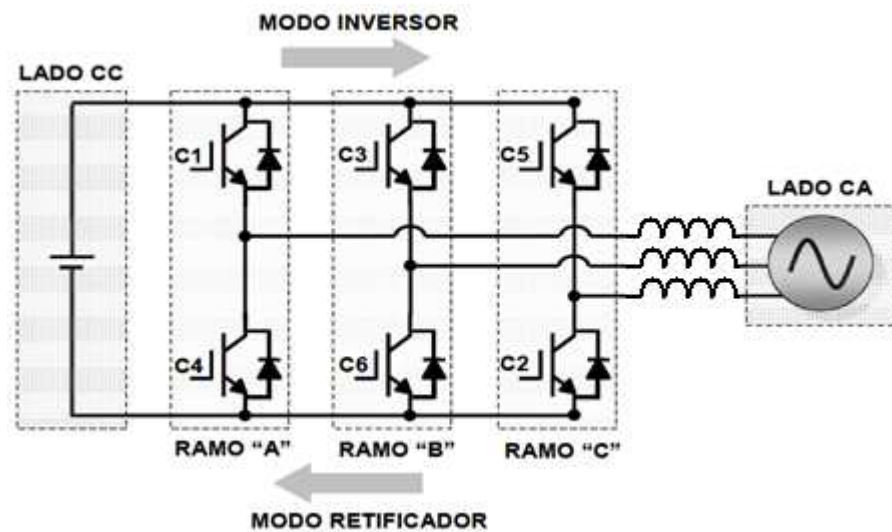 MODO INVERSOR
LADO CC
C1
C3
C5
LADO CA
C4
C6
C2
RAMO “A”
RAMO “B”
RAMO “C”
MODO RETIFICADOR